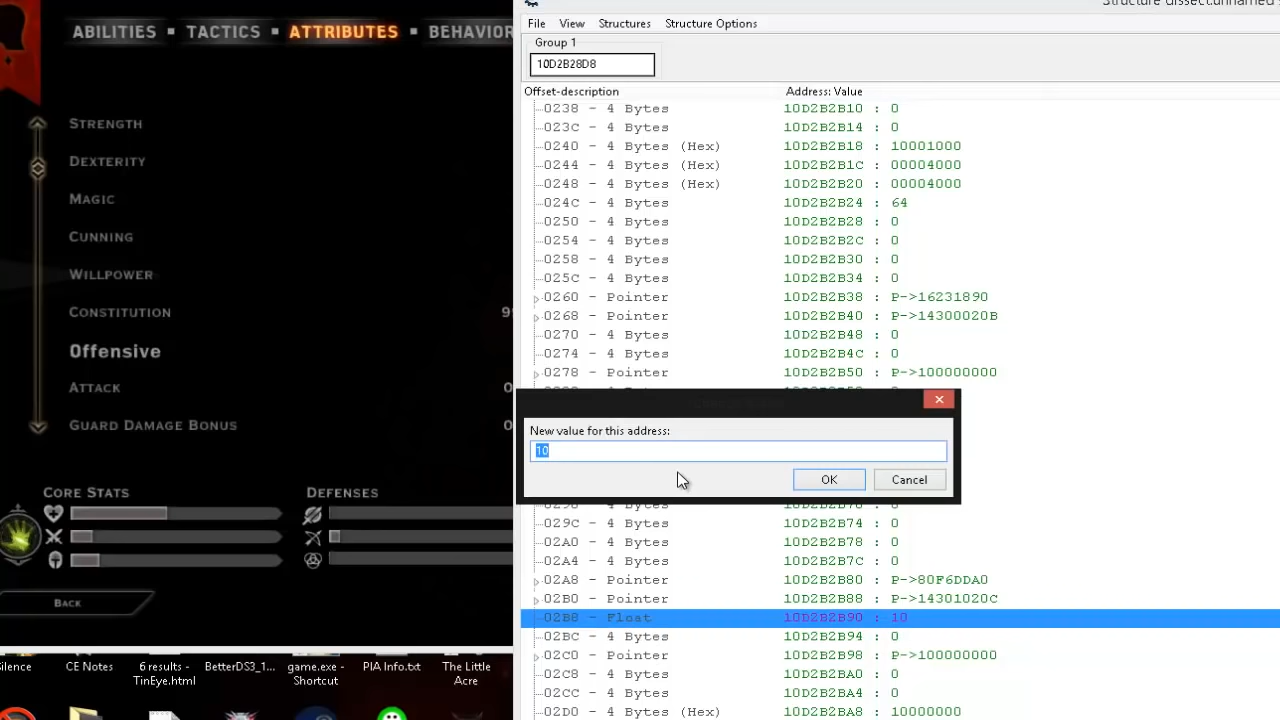 ABILITIES ▪ TACTICS ▪ ATTRIBUTES ▪ BEHAVIOR
STRENGTH
DEXTERITY
MAGIC
CUNNING
WILLPOWER
CONSTITUTION 9
Offensive
ATTACK 0
GUARD DAMAGE BONUS 0
CORE STATS DEFENSES
BACK
Silence CE Notes 6 results - TinEye.html BetterDS3_1... game.exe - Shortcut PIA Info.txt The Little Acre
Structure dissect:unnamed s
File View Structures Structure Options
Group 1
10D2B28D8
Offset-description Address: Value
0238 - 4 Bytes 10D2B2B10 : 0
023C - 4 Bytes 10D2B2B14 : 0
0240 - 4 Bytes (Hex) 10D2B2B18 : 10001000
0244 - 4 Bytes (Hex) 10D2B2B1C : 00004000
0248 - 4 Bytes (Hex) 10D2B2B20 : 00004000
024C - 4 Bytes 10D2B2B24 : 64
0250 - 4 Bytes 10D2B2B28 : 0
0254 - 4 Bytes 10D2B2B2C : 0
0258 - 4 Bytes 10D2B2B30 : 0
025C - 4 Bytes 10D2B2B34 : 0
0260 - Pointer 10D2B2B38 : P->16231890
0268 - Pointer 10D2B2B40 : P->14300020B
0270 - 4 Bytes 10D2B2B48 : 0
0274 - 4 Bytes 10D2B2B4C : 0
0278 - Pointer 10D2B2B50 : P->100000000
New value for this address:
10
OK Cancel
029C - 4 Bytes 10D2B2B74 : 0
02A0 - 4 Bytes 10D2B2B78 : 0
02A4 - 4 Bytes 10D2B2B7C : 0
02A8 - Pointer 10D2B2B80 : P->80F6DDA0
02B0 - Pointer 10D2B2B88 : P->14301020C
02B8 - Float 10D2B2B90 : 10
02BC - 4 Bytes 10D2B2B94 : 0
02C0 - Pointer 10D2B2B98 : P->100000000
02C8 - 4 Bytes 10D2B2BA0 : 0
02CC - 4 Bytes 10D2B2BA4 : 0
02D0 - 4 Bytes (Hex) 10D2B2BA8 : 10000000